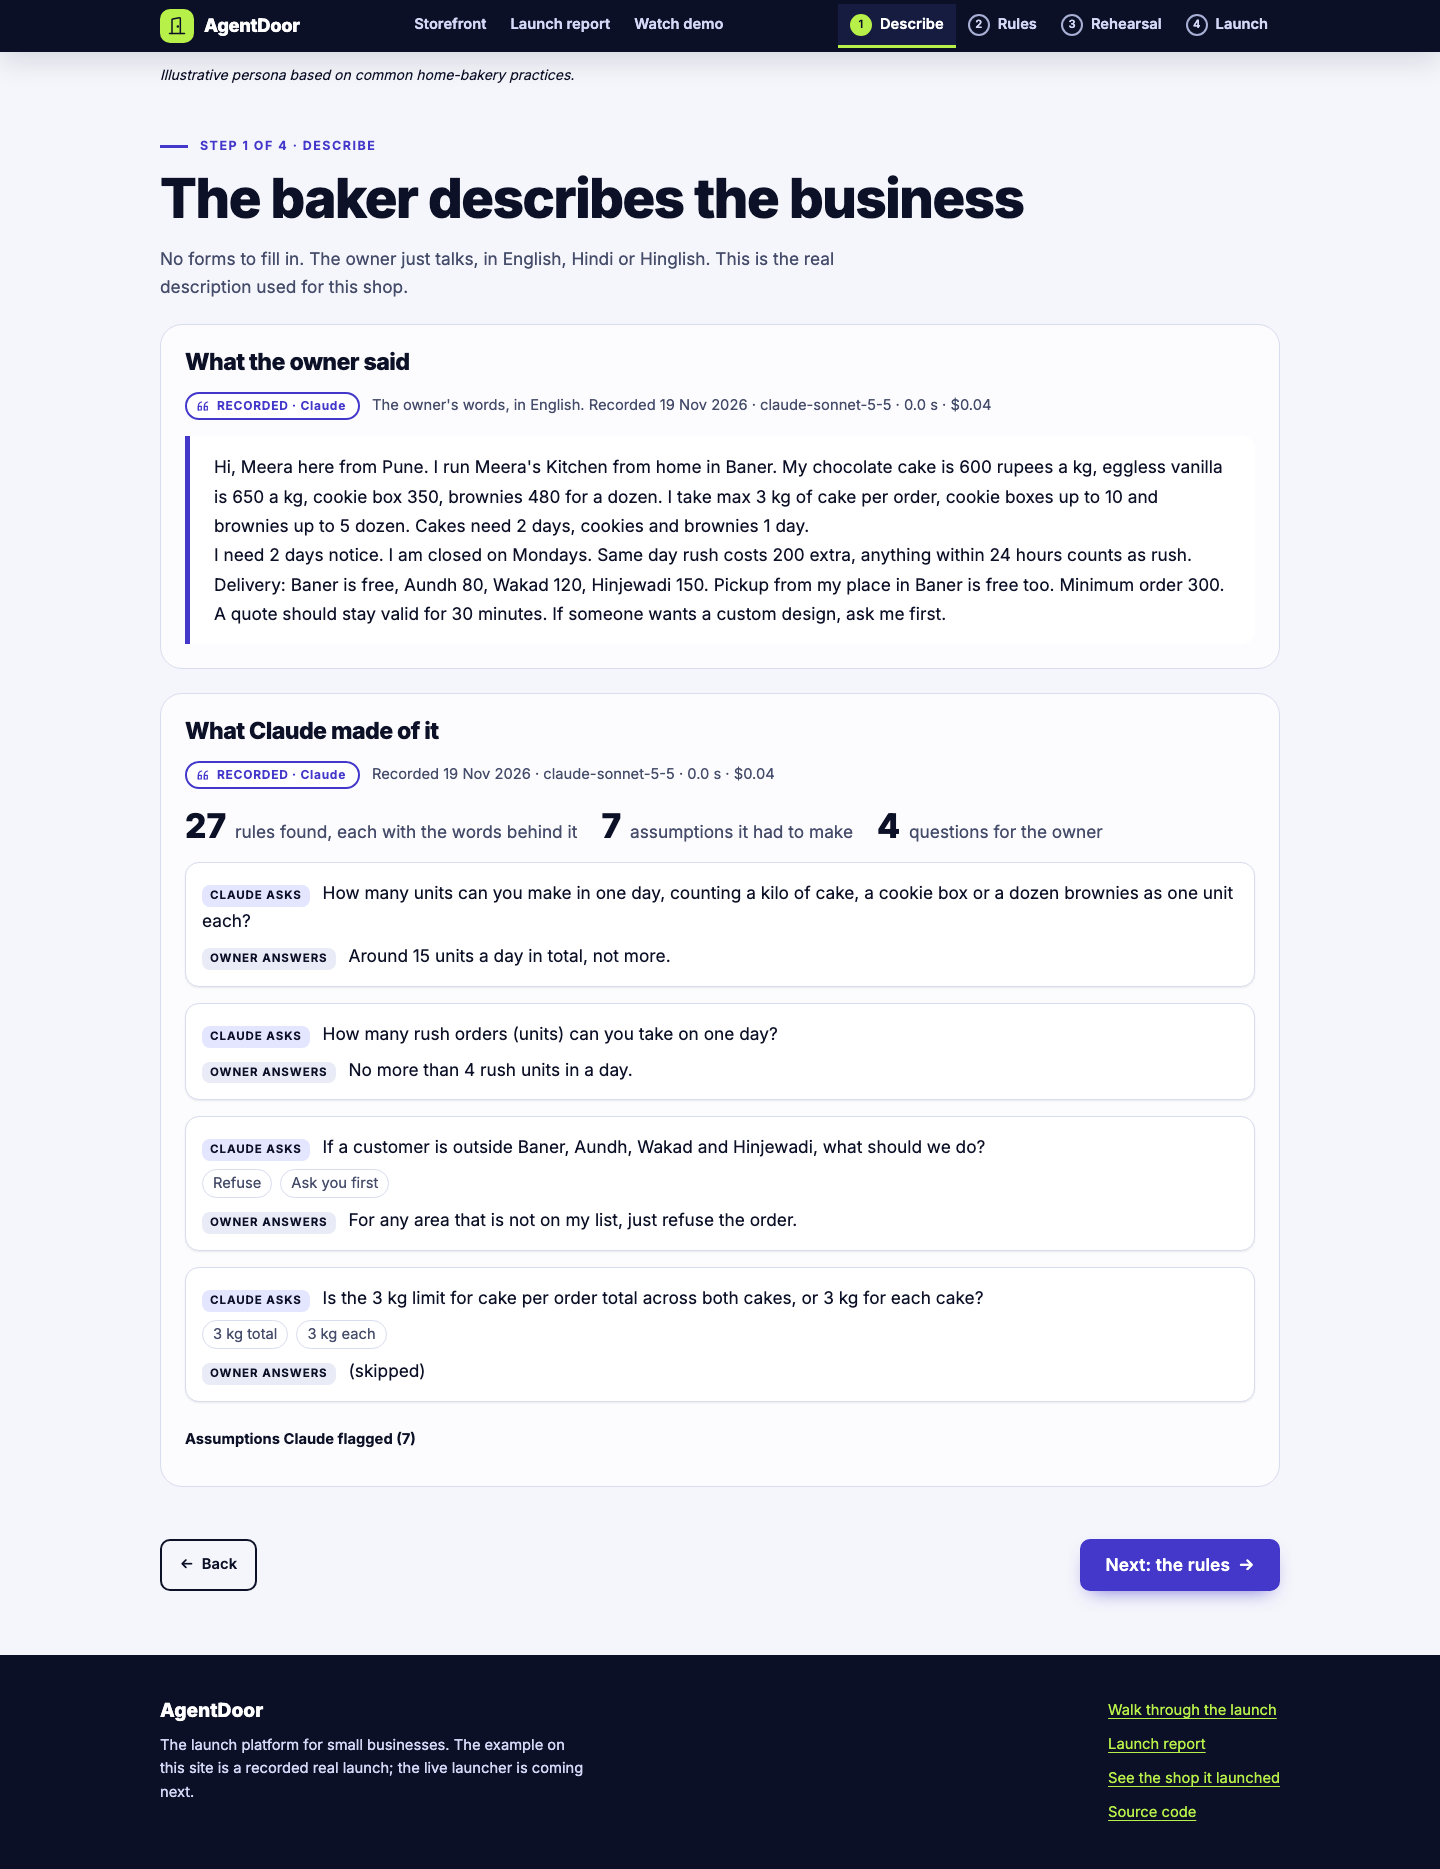 AgentDoor
Storefront
Launch report
Watch demo
1 Describe
2 Rules
3 Rehearsal
4 Launch
Illustrative persona based on common home-bakery practices.
STEP 1 OF 4 · DESCRIBE
The baker describes the business
No forms to fill in. The owner just talks, in English, Hindi or Hinglish. This is the real
description used for this shop.
What the owner said
RECORDED · Claude
The owner's words, in English. Recorded 19 Nov 2026 · claude-sonnet-5-5 · 0.0 s · $0.04
Hi, Meera here from Pune. I run Meera's Kitchen from home in Baner. My chocolate cake is 600 rupees a kg, eggless vanilla
is 650 a kg, cookie box 350, brownies 480 for a dozen. I take max 3 kg of cake per order, cookie boxes up to 10 and
brownies up to 5 dozen. Cakes need 2 days, cookies and brownies 1 day.
I need 2 days notice. I am closed on Mondays. Same day rush costs 200 extra, anything within 24 hours counts as rush.
Delivery: Baner is free, Aundh 80, Wakad 120, Hinjewadi 150. Pickup from my place in Baner is free too. Minimum order 300.
A quote should stay valid for 30 minutes. If someone wants a custom design, ask me first.
What Claude made of it
RECORDED · Claude
Recorded 19 Nov 2026 · claude-sonnet-5-5 · 0.0 s · $0.04
27 rules found, each with the words behind it
7 assumptions it had to make
4 questions for the owner
CLAUDE ASKS How many units can you make in one day, counting a kilo of cake, a cookie box or a dozen brownies as one unit
each?
OWNER ANSWERS Around 15 units a day in total, not more.
CLAUDE ASKS How many rush orders (units) can you take on one day?
OWNER ANSWERS No more than 4 rush units in a day.
CLAUDE ASKS If a customer is outside Baner, Aundh, Wakad and Hinjewadi, what should we do?
Refuse
Ask you first
OWNER ANSWERS For any area that is not on my list, just refuse the order.
CLAUDE ASKS Is the 3 kg limit for cake per order total across both cakes, or 3 kg for each cake?
3 kg total
3 kg each
OWNER ANSWERS (skipped)
Assumptions Claude flagged (7)
← Back
Next: the rules →
AgentDoor
The launch platform for small businesses. The example on
this site is a recorded real launch; the live launcher is coming
next.
Walk through the launch
Launch report
See the shop it launched
Source code